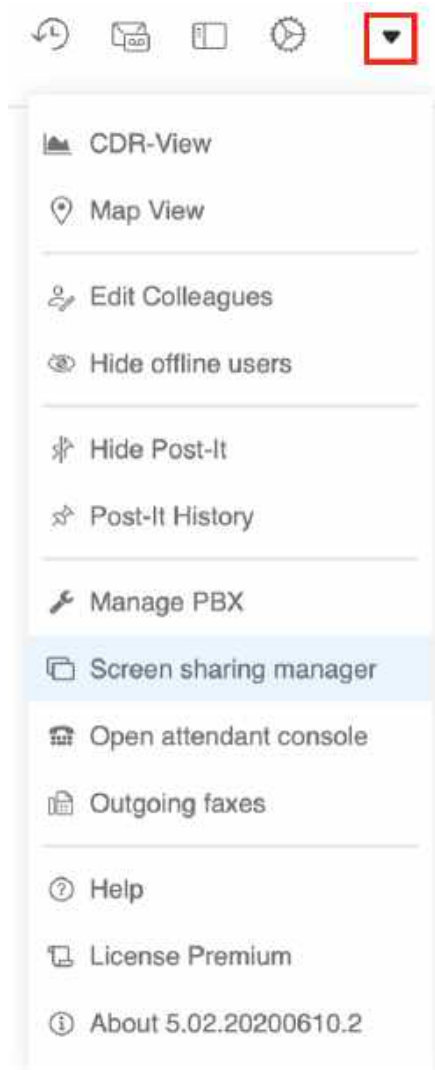 CDR-View
Map View
Edit Colleagues
Hide offline users
Hide Post-It
Post-It History
Manage PBX
Screen sharing manager
Open attendant console
Outgoing faxes
Help
License Premium
About 5.02.20200610.2